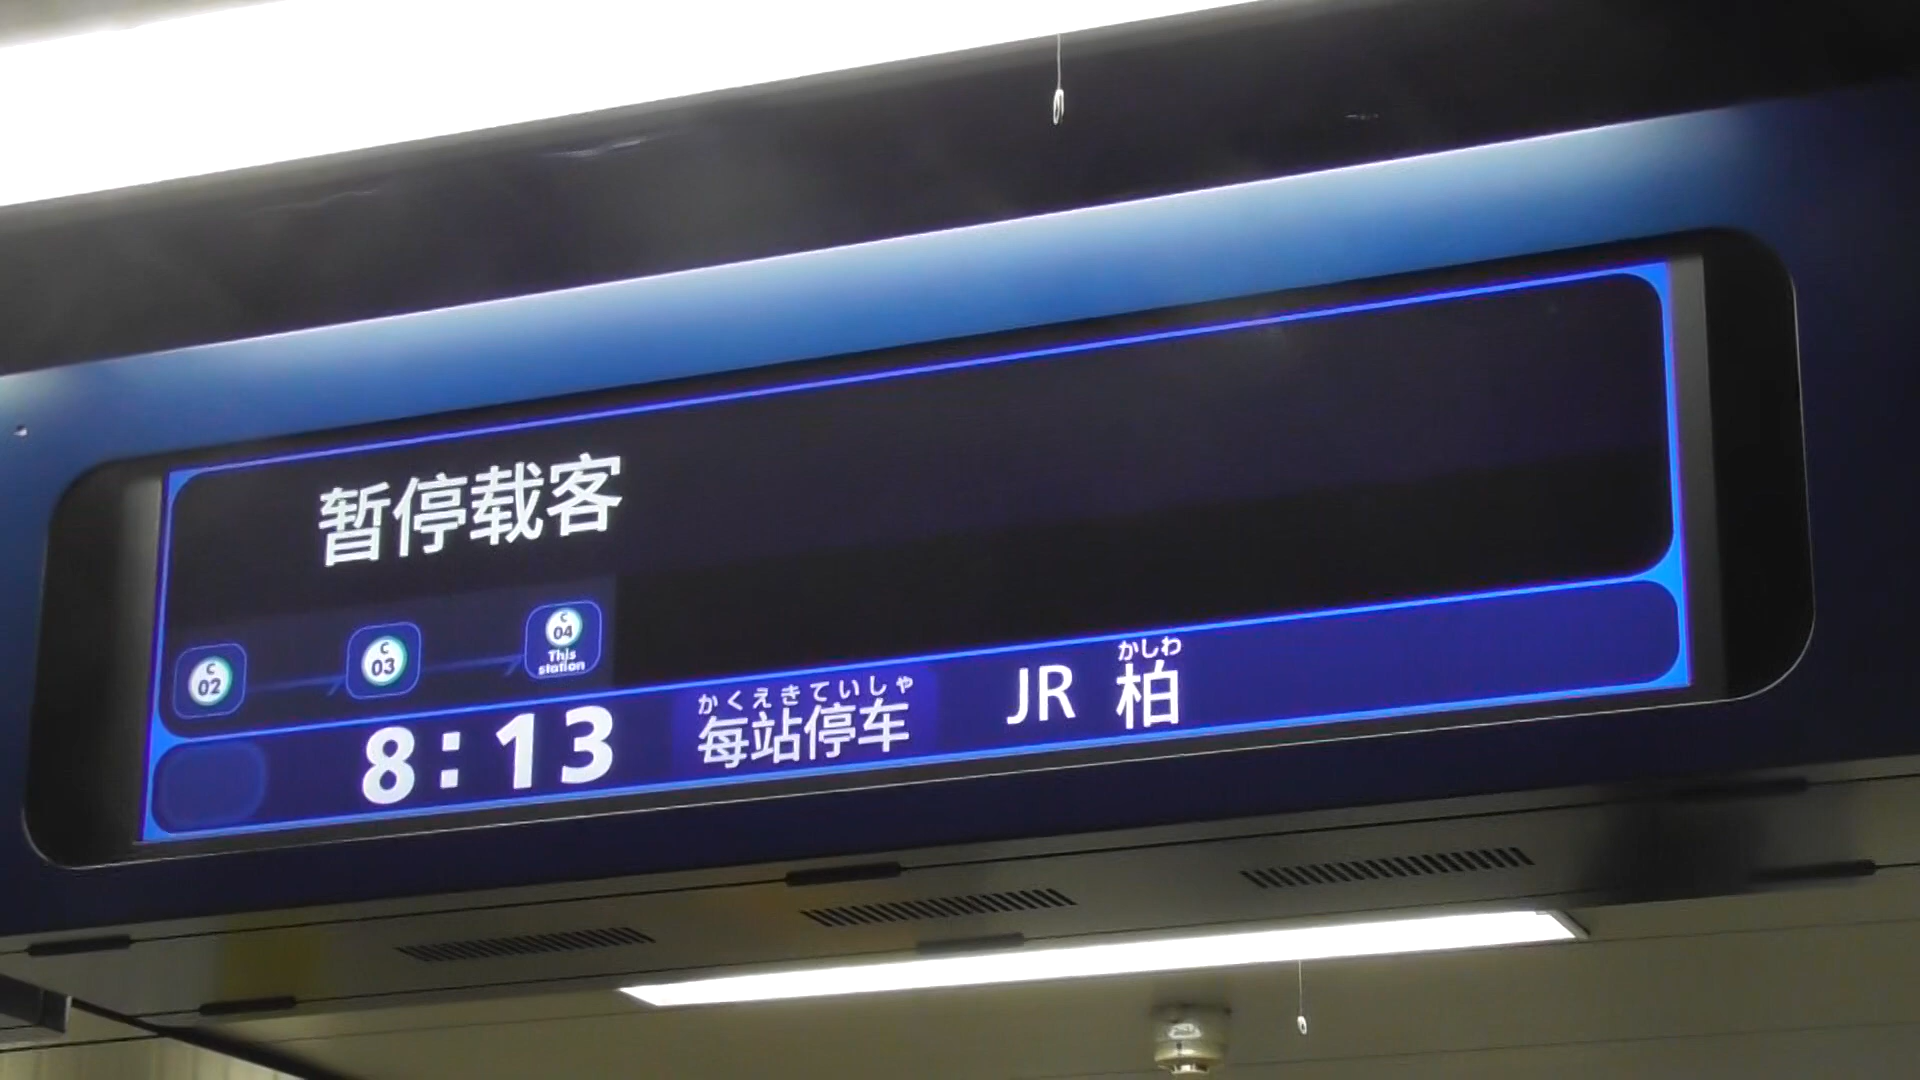 暂停载客
C 02
C 03
C 04
This station
かくえきていしゃ
かしわ
8:13 每站停车 JR 柏